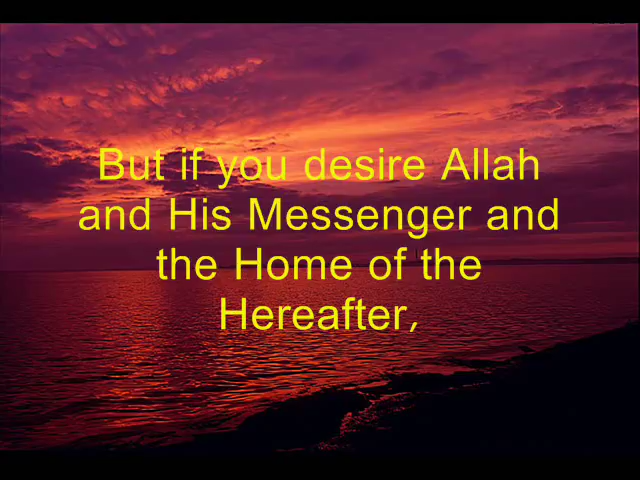 But if you desire Allah
and His Messenger and
the Home of the
Hereafter,